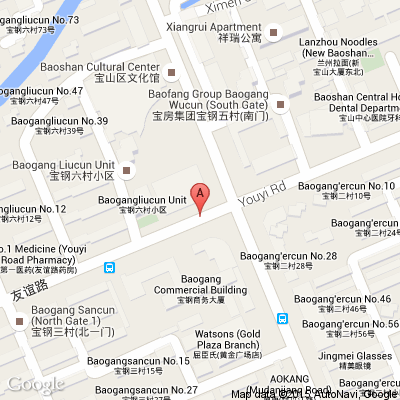 Baogangliucun No.73
宝钢六村73号
Ximen
Xiangrui Apartment
祥瑞公寓
Baoshan Cultural Center
宝山区文化馆
Lanzhou Noodles
(New Baoshan...
兰州拉面(新
宝山大厦东北)
Baogangliucun No.47
宝钢六村47号
Baofang Group Baogang
Wucun (South Gate)
宝房集团宝钢五村(南门)
Baoshan Central Ho
Dental Departme
宝山中心医院牙科
Baogangliucun No.39
宝钢六村39号
Baogang Liucun Unit
宝钢六村小区
Baogangliucun Unit
宝钢六村小区
A
Youyi Rd
Baogang'ercun No.10
宝钢二村10号
ngliucun No.12
宝钢六村12号
Baogang'ercun
宝钢二村24号
o.1 Medicine (Youyi
Road Pharmacy)
第一医药(友谊路药房)
友谊路
Baogang'ercun No.28
宝钢二村28号
Baogang
Commercial Building
宝钢商务大厦
Baogang Sancun
(North Gate 1)
宝钢三村(北一门)
Baogang'ercun No.46
宝钢二村46号
Baogang'ercun No.56
宝钢二村56号
Watsons (Gold
Plaza Branch)
屈臣氏(黄金广场店)
Jingmei Glasses
精美眼镜
Baogangsancun No.15
宝钢三村15号
Baogangsancun No.27
宝钢三村27号
AOKANG
(Mudanjiang Road)
Google
Map data ©2015 AutoNavi, Google